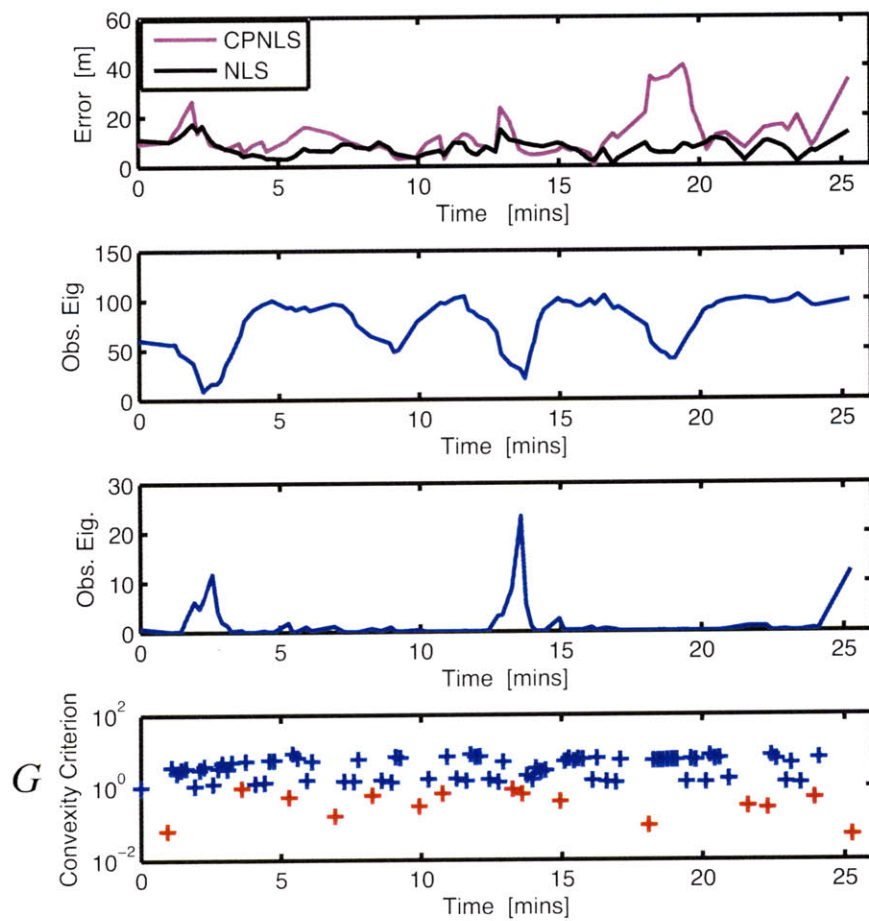 60
40
20
0
Error [m]
CPNLS
NLS
0 5 10 15 20 25
Time [mins]
150
100
50
0
Obs. Eig
0 5 10 15 20 25
Time [mins]
30
20
10
0
Obs. Eig.
0 5 10 15 20 25
Time [mins]
G
Convexity Criterion
10^2
10^0
10^-2
0 5 10 15 20 25
Time [mins]